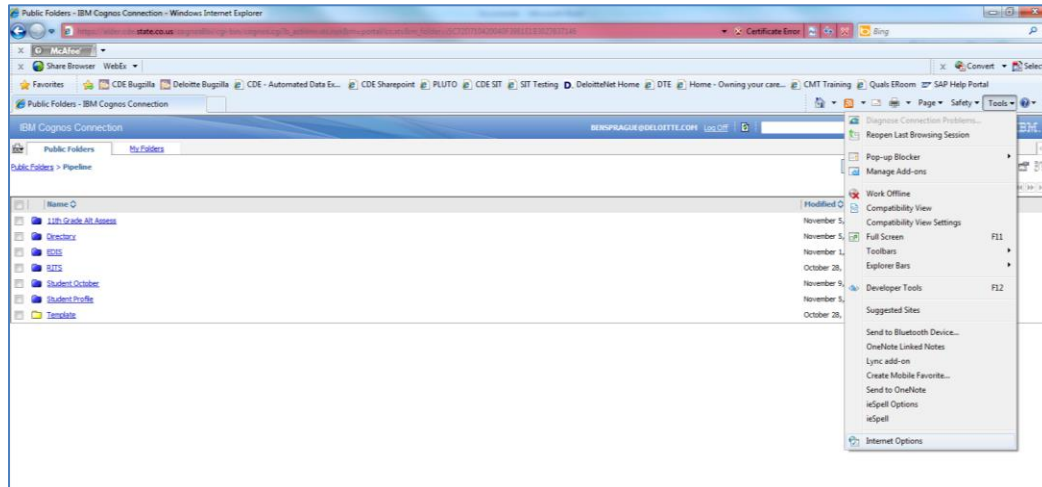 Public Folders - IBM Cognos Connection - Windows Internet Explorer
state.co.us
Certificate Error
Bing
X McAfee
x Share Browser WebEx
x Convert Selec
Favorites CDE Bugzilla Deloitte Bugzilla CDE - Automated Data Ex... CDE Sharepoint PLUTO CDE SIT SIT Testing D. DeloitteNet Home DTE Home - Owning your care... CMT Training Quals ERoom SAP Help Portal
Public Folders - IBM Cognos Connection
Page Safety Tools
IBM Cognos Connection
BENSPRAGUE@DELOITTE.COM Log Off
IBM.
Public Folders My Folders
Public Folders > Pipeline
Name Modified
11th Grade Alt Assess November 5,
Directory November 5,
EDIS November 1,
RITS October 28,
Student October November 9,
Student Profile November 5,
Template October 28,
Diagnose Connection Problems...
Reopen Last Browsing Session
Pop-up Blocker
Manage Add-ons
Work Offline
Compatibility View
Compatibility View Settings
Full Screen F11
Toolbars
Explorer Bars
Developer Tools F12
Suggested Sites
Send to Bluetooth Device...
OneNote Linked Notes
Lync add-on
Create Mobile Favorite...
Send to OneNote
ieSpell Options
ieSpell
Internet Options